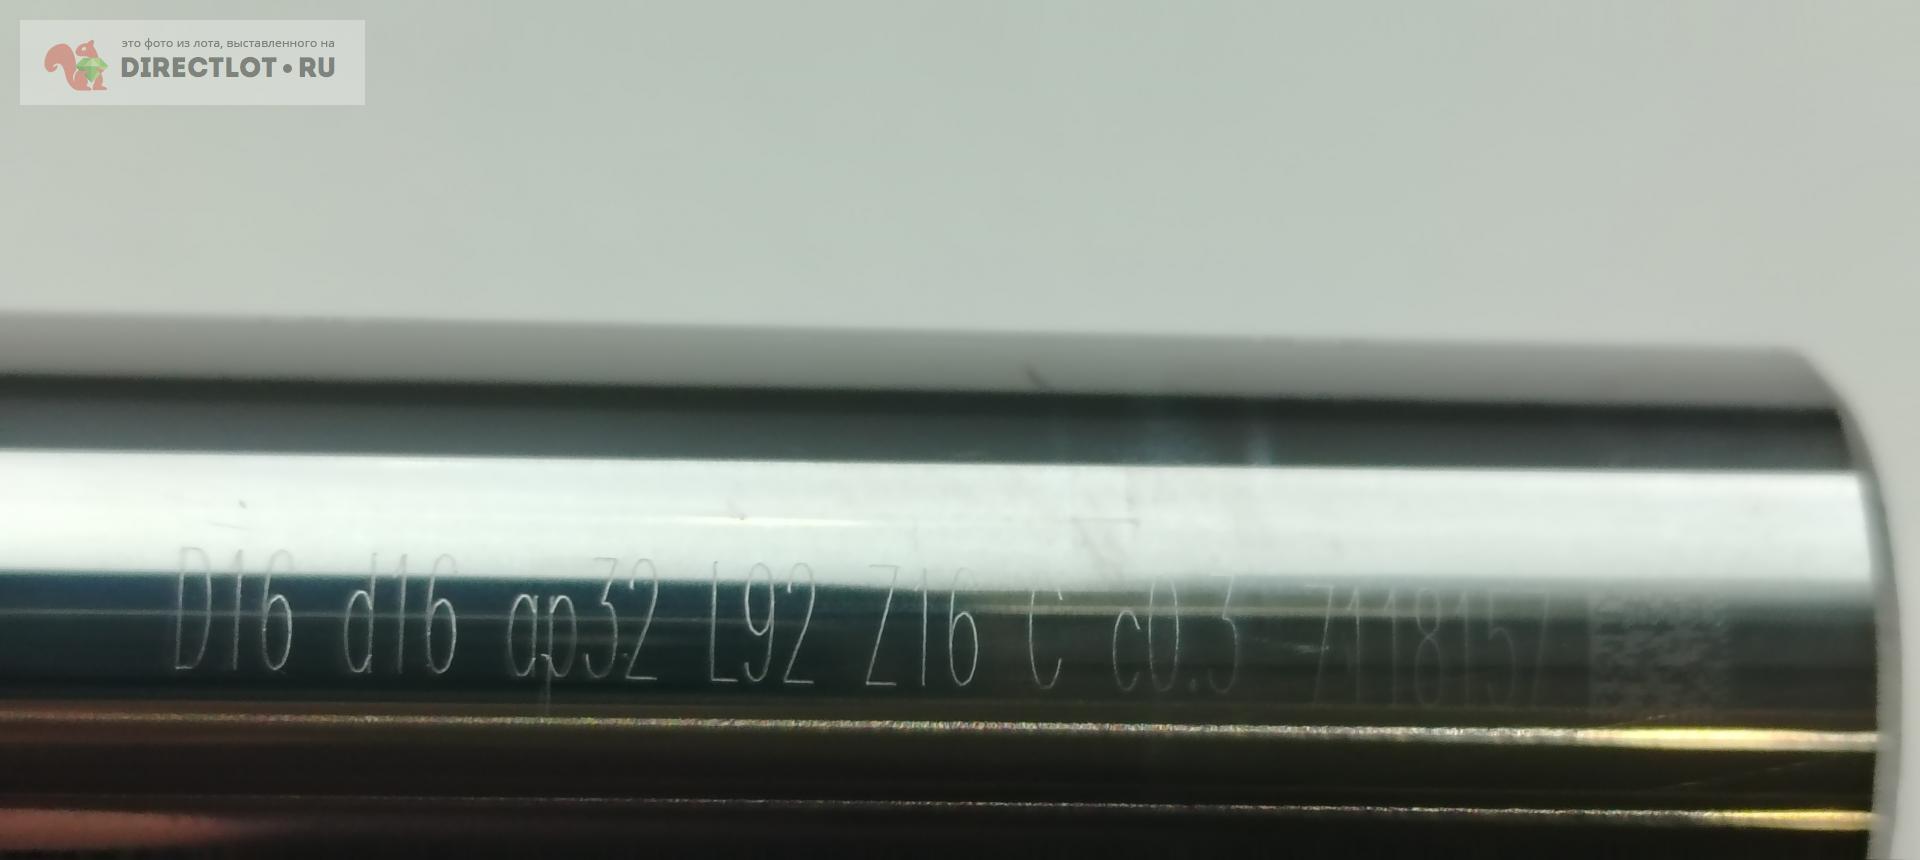 это фото из лота, выставленного на
DIRECTLOT•RU
D16 d16 ap32 L92 Z16 C c0.3 7118157